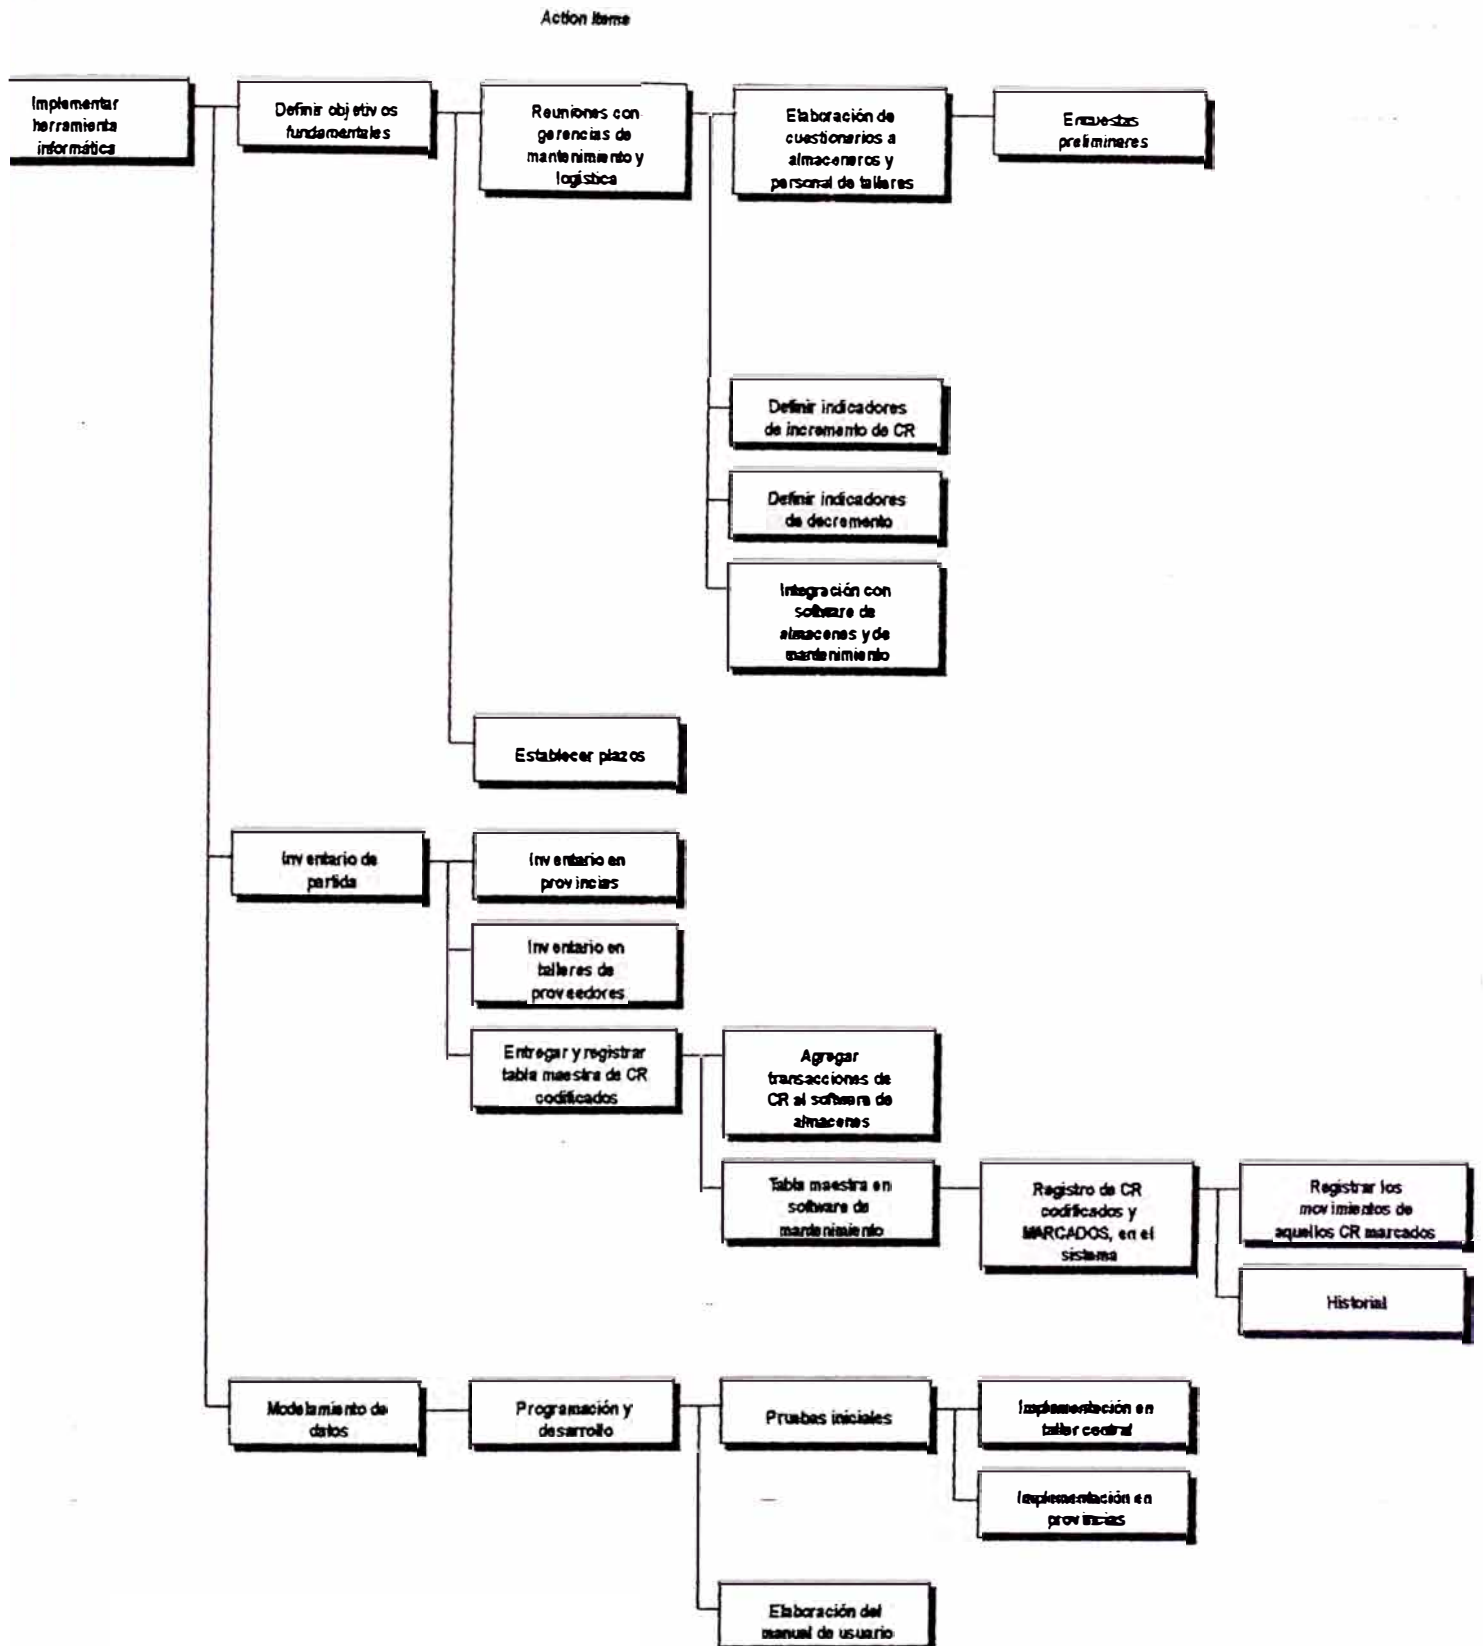 Action Items
Implementar
herramienta
informática
Definir objetivos
fundamentales
Reuniones con
gerencias de
mantenimiento y
logística
Elaboración de
cuestionarios a
almaceneros y
personal de talleres
Encuestas
preliminares
Definir indicadores
de incremento de CR
Definir indicadores
de decremento
Integración con
software de
almacenes y de
mantenimiento
Establecer plazos
Inventario de
partida
Inventario en
provincias
Inventario en
talleres de
proveedores
Entregar y registrar
tabla maestra de CR
codificados
Agregar
transacciones de
CR al software de
almacenes
Tabla maestra en
software de
mantenimiento
Registro de CR
codificados y
MARCADOS, en el
sistema
Registrar los
movimientos de
aquellos CR marcados
Historial
Modelamiento de
datos
Programación y
desarrollo
Pruebas iniciales
Implementación en
taller central
Implementación en
provincias
Elaboración del
manual de usuario